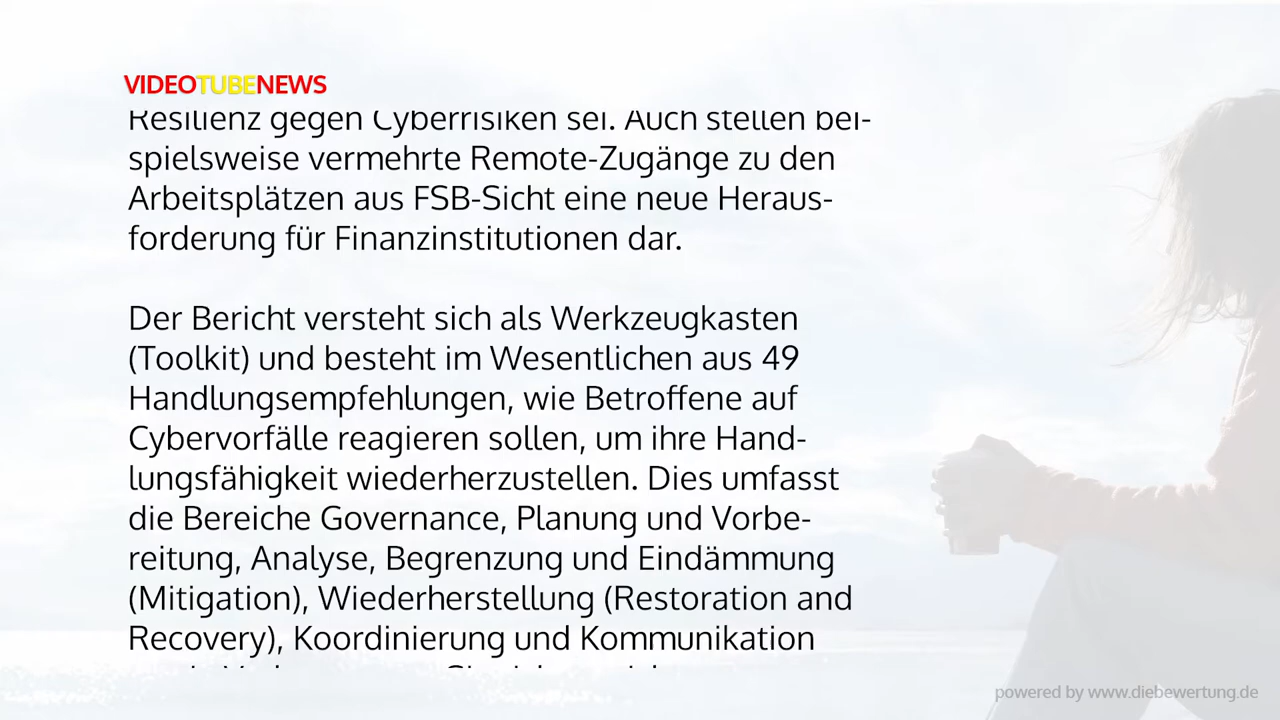 VIDEOTUBENEWS
Resilienz gegen Cyberrisiken sei. Auch stellen bei-
spielsweise vermehrte Remote-Zugänge zu den
Arbeitsplätzen aus FSB-Sicht eine neue Heraus-
forderung für Finanzinstitutionen dar.
Der Bericht versteht sich als Werkzeugkasten
(Toolkit) und besteht im Wesentlichen aus 49
Handlungsempfehlungen, wie Betroffene auf
Cybervorfälle reagieren sollen, um ihre Hand-
lungsfähigkeit wiederherzustellen. Dies umfasst
die Bereiche Governance, Planung und Vorbe-
reitung, Analyse, Begrenzung und Eindämmung
(Mitigation), Wiederherstellung (Restoration and
Recovery), Koordinierung und Kommunikation
powered by www.diebewertung.de